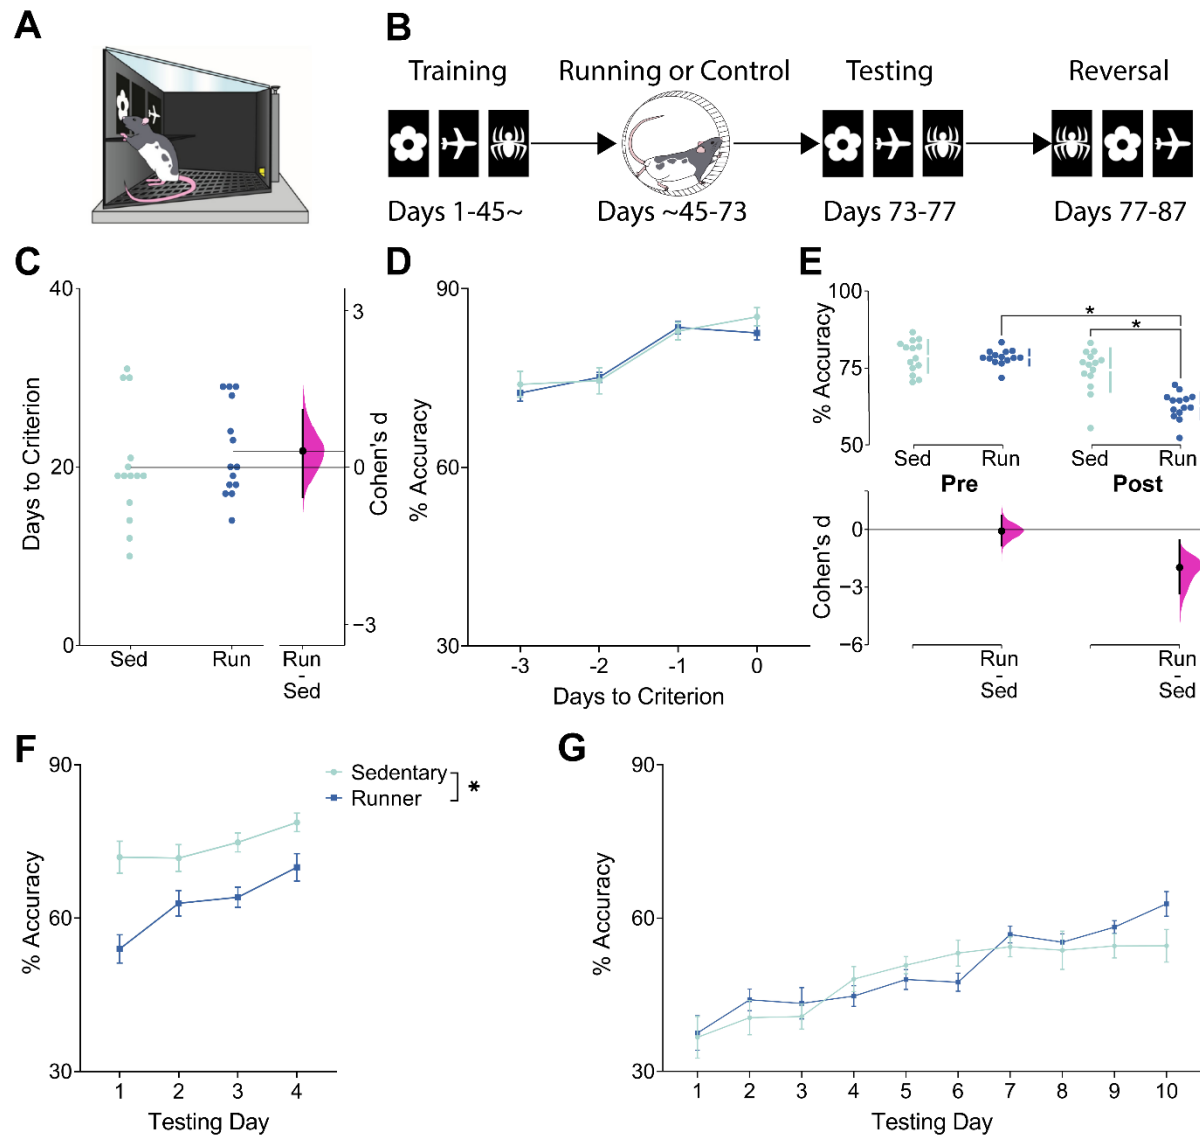 A
B
Training
Running or Control
Testing
Reversal
Days 1-45~
Days ~45-73
Days 73-77
Days 77-87
C
40
20
0
Days to Criterion
Sed
Run
Run
-
Sed
3
0
−3
Cohen's d
D
90
60
30
% Accuracy
-3
-2
-1
0
Days to Criterion
E
100
75
50
% Accuracy
*
*
Sed
Run
Sed
Run
Pre
Post
0
−3
−6
Cohen's d
Run
-
Sed
Run
-
Sed
F
90
60
30
% Accuracy
Sedentary
Runner
*
1
2
3
4
Testing Day
G
90
60
30
% Accuracy
1
2
3
4
5
6
7
8
9
10
Testing Day